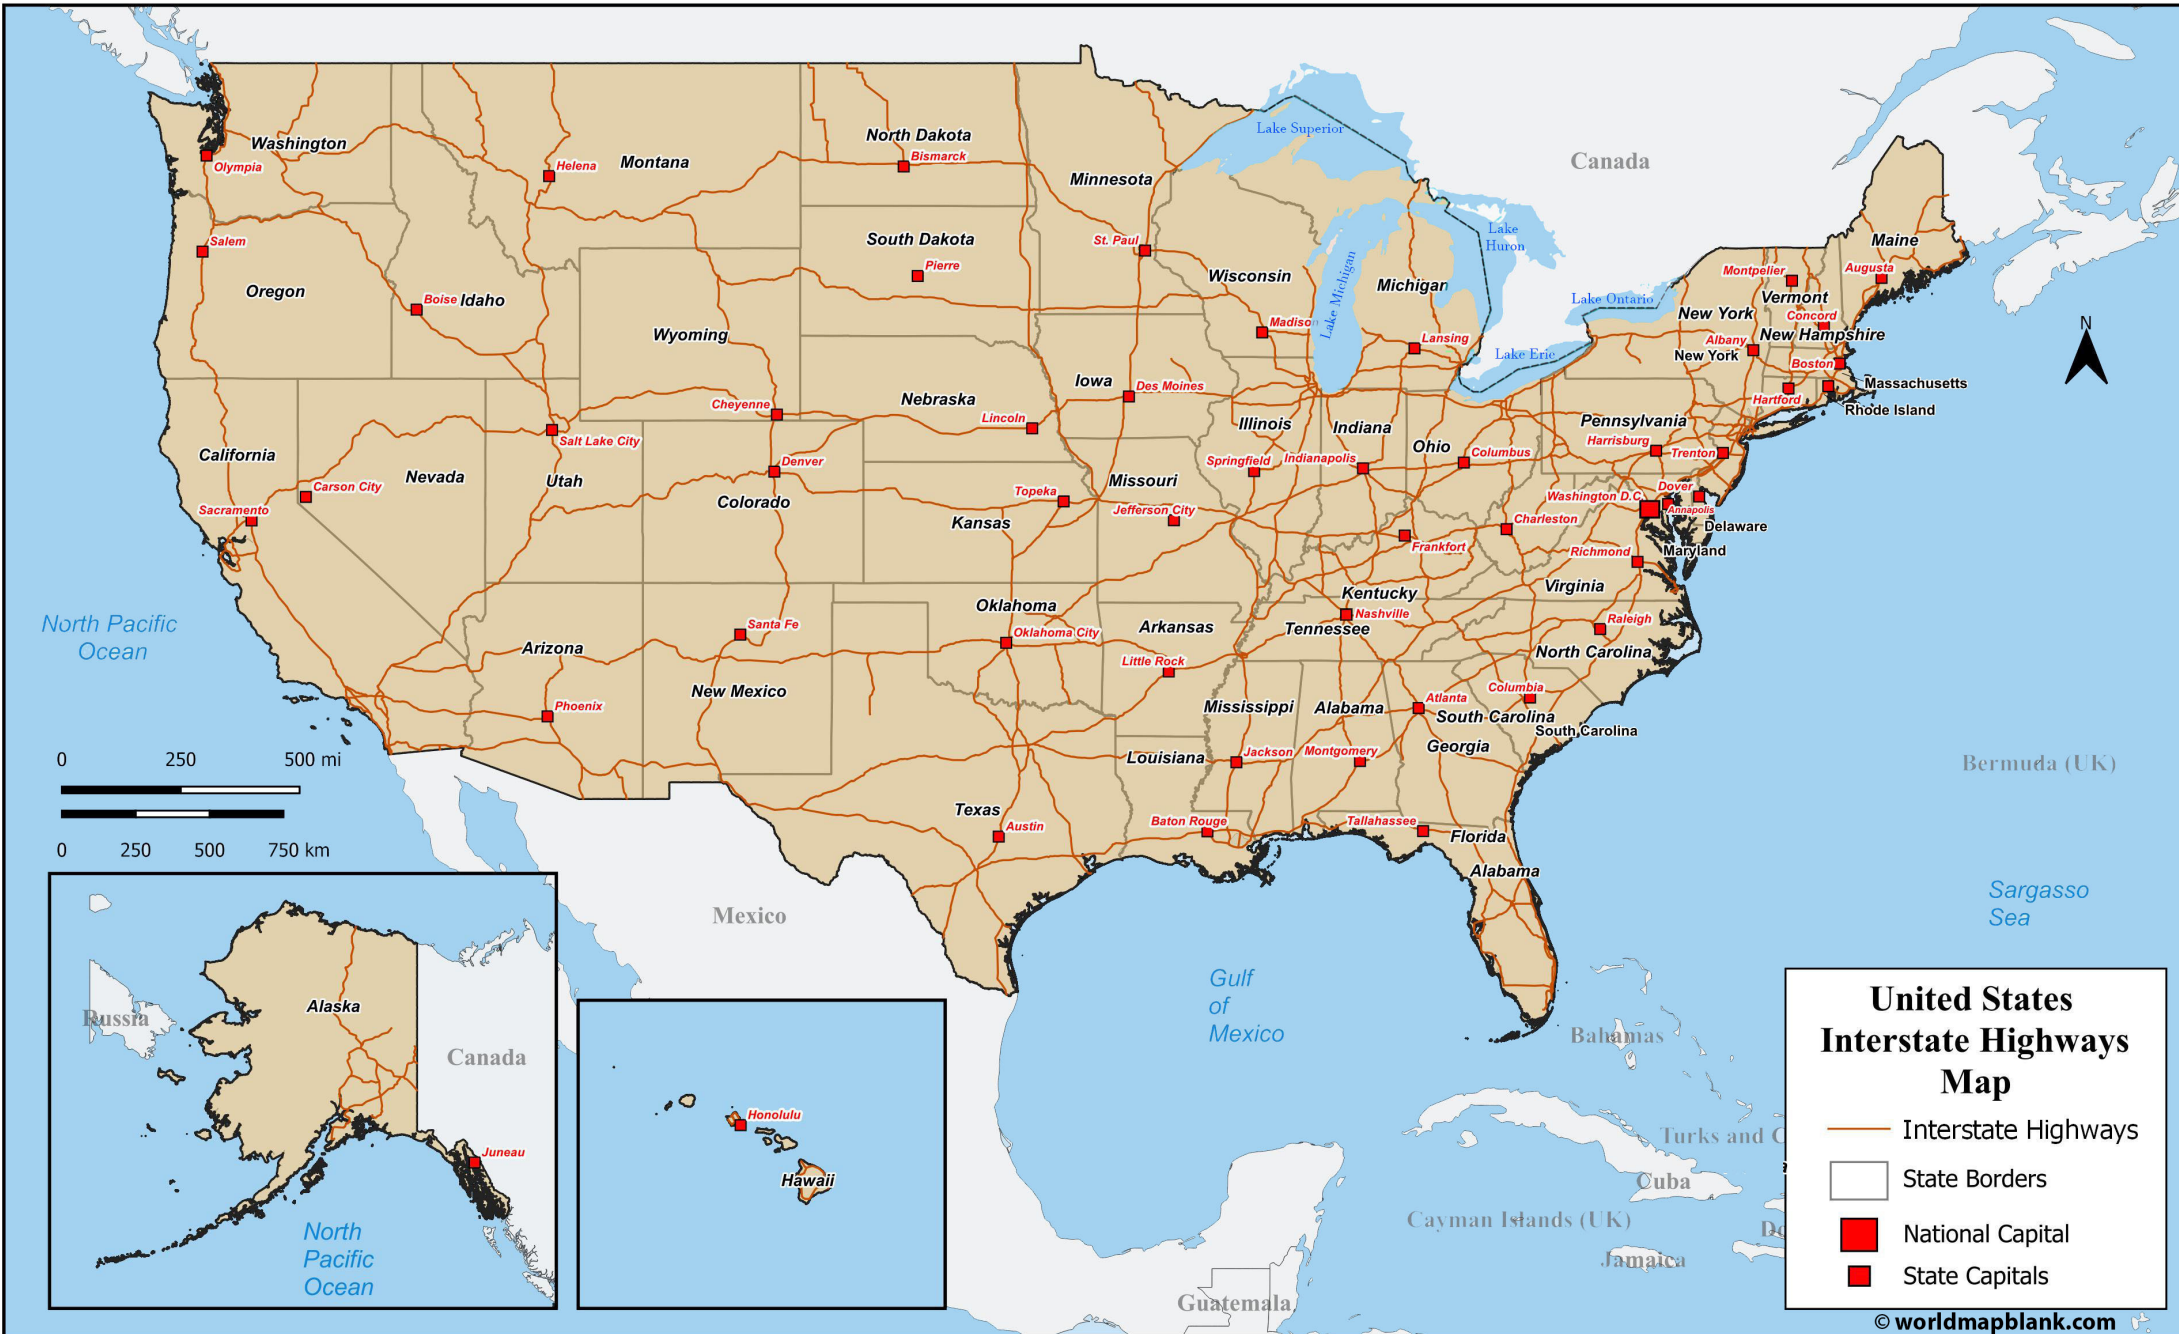 Washington
Olympia
Helena
Montana
North Dakota
Bismarck
Minnesota
Lake Superior
Canada
Salem
Oregon
Boise
Idaho
South Dakota
Pierre
St. Paul
Wisconsin
Lake Michigan
Michigan
Lake
Huron
Maine
Montpelier
Augusta
Vermont
Lake Ontario
New York
Concord
New Hampshire
Wyoming
Madiso
Lansing
Lake Erie
Albany
New York
Boston
N
Massachusetts
Rhode Island
Hartford
Iowa
Des Moines
Cheyenne
Nebraska
Lincoln
Illinois
Indiana
Ohio
Pennsylvania
Harrisburg
Trenton
California
Nevada
Salt Lake City
Utah
Denver
Colorado
Springfield
Indianapolis
Columbus
Carson City
Sacramento
Topeka
Kansas
Missouri
Jefferson City
Washington D.C
Dover
Annapolis
Delaware
Maryland
Charleston
Frankfort
Richmond
Virginia
Kentucky
North Pacific
Ocean
Oklahoma
Oklahoma City
Arkansas
Nashville
Tennessee
Raleigh
North Carolina
Santa Fe
Arizona
New Mexico
Phoenix
Little Rock
Mississippi
Alabama
Atlanta
Columbia
South Carolina
South Carolina
Georgia
Louisiana
Jackson
Montgomery
Bermuda (UK)
0 250 500 mi
0 250 500 750 km
Texas
Austin
Baton Rouge
Tallahassee
Florida
Alabama
Sargasso
Sea
Mexico
Gulf
of
Mexico
Bahamas
Alaska
Russia
Canada
Juneau
North
Pacific
Ocean
Honolulu
Hawaii
Turks and C
Cuba
Cayman Islands (UK)
Do
Jamaica
Guatemala
United States
Interstate Highways
Map
Interstate Highways
State Borders
National Capital
State Capitals
© worldmapblank.com